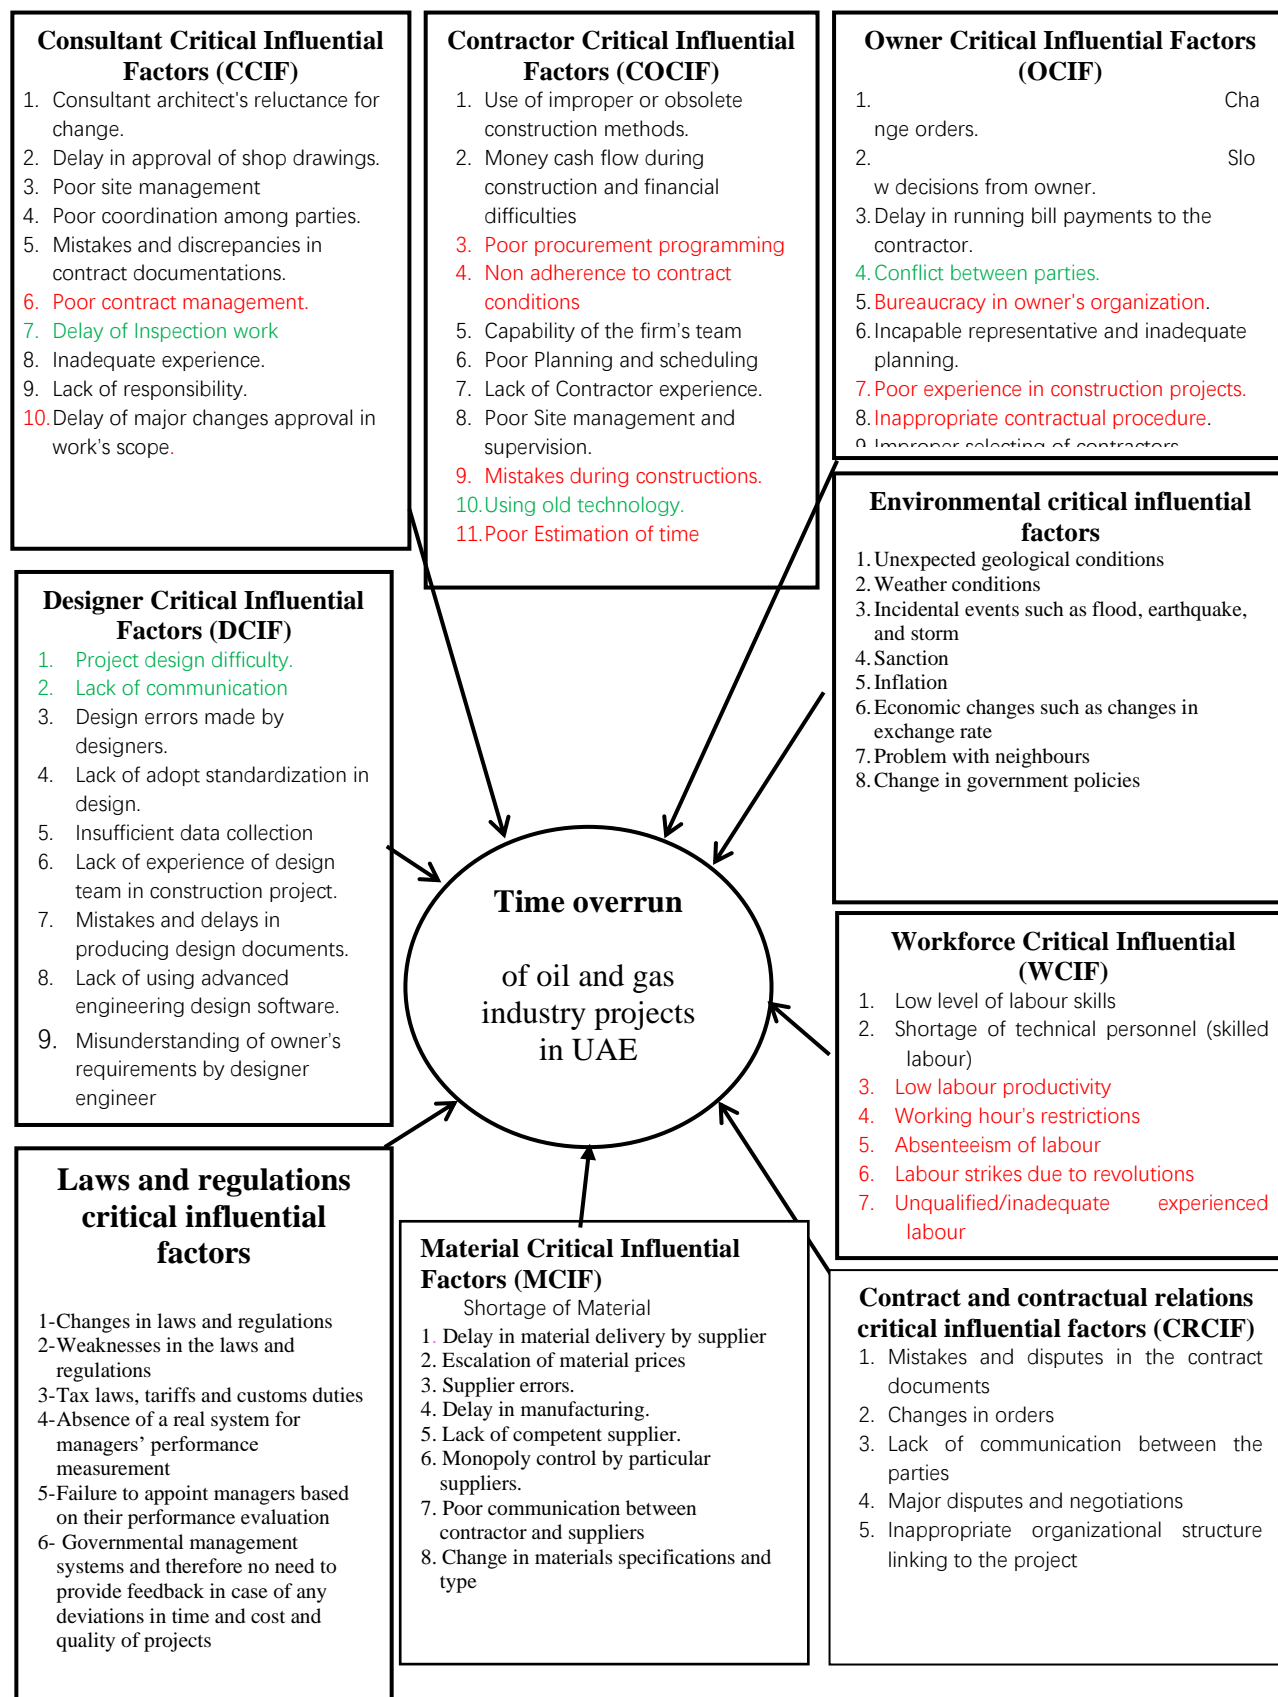 Consultant Critical Influential
Factors (CCIF)
1. Consultant architect's reluctance for
change.
2. Delay in approval of shop drawings.
3. Poor site management
4. Poor coordination among parties.
5. Mistakes and discrepancies in
contract documentations.
6. Poor contract management.
7. Delay of Inspection work
8. Inadequate experience.
9. Lack of responsibility.
10. Delay of major changes approval in
work's scope.
Contractor Critical Influential
Factors (COCIF)
1. Use of improper or obsolete
construction methods.
2. Money cash flow during
construction and financial
difficulties
3. Poor procurement programming
4. Non adherence to contract
conditions
5. Capability of the firm's team
6. Poor Planning and scheduling
7. Lack of Contractor experience.
8. Poor Site management and
supervision.
9. Mistakes during constructions.
10. Using old technology.
11. Poor Estimation of time
Owner Critical Influential Factors
(OCIF)
1. Cha
nge orders.
2. Slo
w decisions from owner.
3. Delay in running bill payments to the
contractor.
4. Conflict between parties.
5. Bureaucracy in owner's organization.
6. Incapable representative and inadequate
planning.
7. Poor experience in construction projects.
8. Inappropriate contractual procedure.
9. Improper selecting of contractors
Environmental critical influential
factors
1. Unexpected geological conditions
2. Weather conditions
3. Incidental events such as flood, earthquake,
and storm
4. Sanction
5. Inflation
6. Economic changes such as changes in
exchange rate
7. Problem with neighbours
8. Change in government policies
Designer Critical Influential
Factors (DCIF)
1. Project design difficulty.
2. Lack of communication
3. Design errors made by
designers.
4. Lack of adopt standardization in
design.
5. Insufficient data collection
6. Lack of experience of design
team in construction project.
7. Mistakes and delays in
producing design documents.
8. Lack of using advanced
engineering design software.
9. Misunderstanding of owner's
requirements by designer
engineer
Time overrun
of oil and gas
industry projects
in UAE
Workforce Critical Influential
(WCIF)
1. Low level of labour skills
2. Shortage of technical personnel (skilled
labour)
3. Low labour productivity
4. Working hour's restrictions
5. Absenteeism of labour
6. Labour strikes due to revolutions
7. Unqualified/inadequate experienced
labour
Laws and regulations
critical influential
factors
1-Changes in laws and regulations
2-Weaknesses in the laws and
regulations
3-Tax laws, tariffs and customs duties
4-Absence of a real system for
managers' performance
measurement
5-Failure to appoint managers based
on their performance evaluation
6- Governmental management
systems and therefore no need to
provide feedback in case of any
deviations in time and cost and
quality of projects
Material Critical Influential
Factors (MCIF)
Shortage of Material
1. Delay in material delivery by supplier
2. Escalation of material prices
3. Supplier errors.
4. Delay in manufacturing.
5. Lack of competent supplier.
6. Monopoly control by particular
suppliers.
7. Poor communication between
contractor and suppliers
8. Change in materials specifications and
type
Contract and contractual relations
critical influential factors (CRCIF)
1. Mistakes and disputes in the contract
documents
2. Changes in orders
3. Lack of communication between the
parties
4. Major disputes and negotiations
5. Inappropriate organizational structure
linking to the project